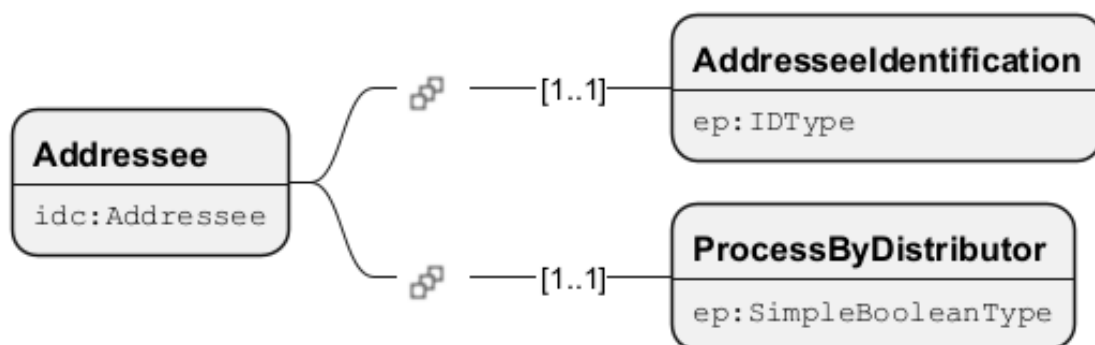 AddresseeIdentification
[1..1]
ep:IDType
Addressee
idc:Addressee
ProcessByDistributor
[1..1]
ep:SimpleBooleanType